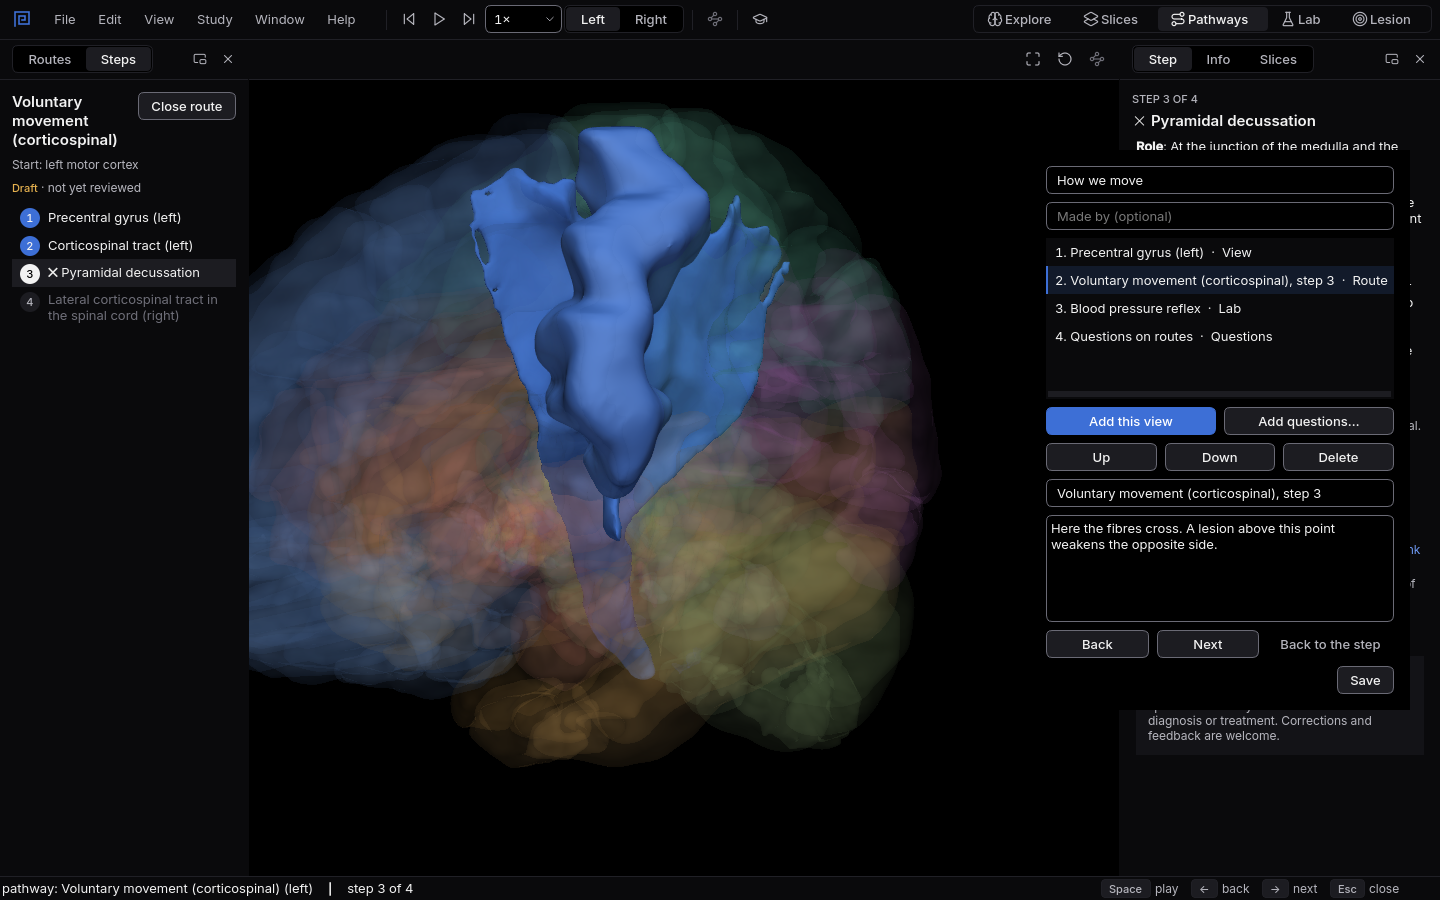 File Edit View Study Window Help 1× Left Right Explore Slices Pathways Lab Lesion
Routes Steps
Step Info Slices
Voluntary movement (corticospinal)
Close route
Start: left motor cortex
Draft · not yet reviewed
1 Precentral gyrus (left)
2 Corticospinal tract (left)
3 Pyramidal decussation
4 Lateral corticospinal tract in
the spinal cord (right)
STEP 3 OF 4
Pyramidal decussation
Role: At the junction of the medulla and the
How we move
Made by (optional)
1. Precentral gyrus (left) · View
2. Voluntary movement (corticospinal), step 3 · Route
3. Blood pressure reflex · Lab
4. Questions on routes · Questions
Add this view Add questions...
Up Down Delete
Voluntary movement (corticospinal), step 3
Here the fibres cross. A lesion above this point
weakens the opposite side.
Back Next Back to the step
Save
diagnosis or treatment. Corrections and
feedback are welcome.
pathway: Voluntary movement (corticospinal) (left) | step 3 of 4
Space play ← back → next Esc close